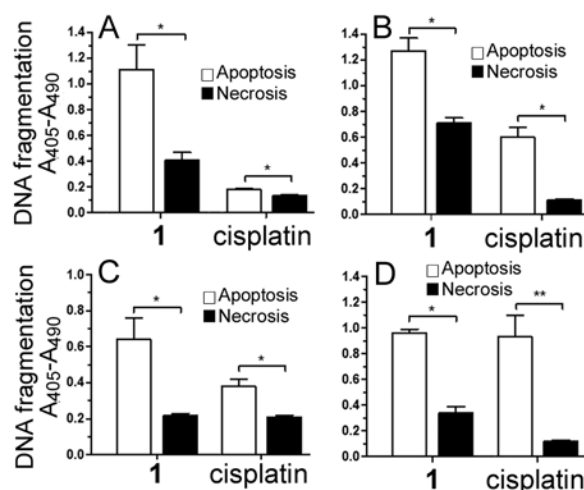 A
DNA fragmentation
A405-A490
1.4
1.2
1.0
0.8
0.6
0.4
0.2
0.0
*
*
Apoptosis
Necrosis
1 cisplatin
B
1.4
1.2
1.0
0.8
0.6
0.4
0.2
0.0
*
*
Apoptosis
Necrosis
1 cisplatin
C
DNA fragmentation
A405-A490
1.0
0.8
0.6
0.4
0.2
0.0
*
*
Apoptosis
Necrosis
1 cisplatin
D
1.4
1.2
1.0
0.8
0.6
0.4
0.2
0.0
*
**
Apoptosis
Necrosis
1 cisplatin